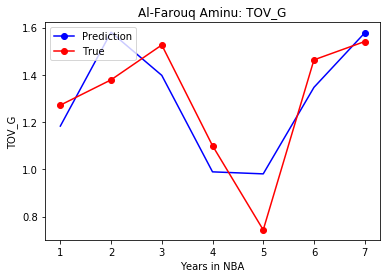 Al-Farouq Aminu: TOV_G
Prediction
True
1.6
1.4
1.2
1.0
0.8
TOV_G
1 2 3 4 5 6 7
Years in NBA